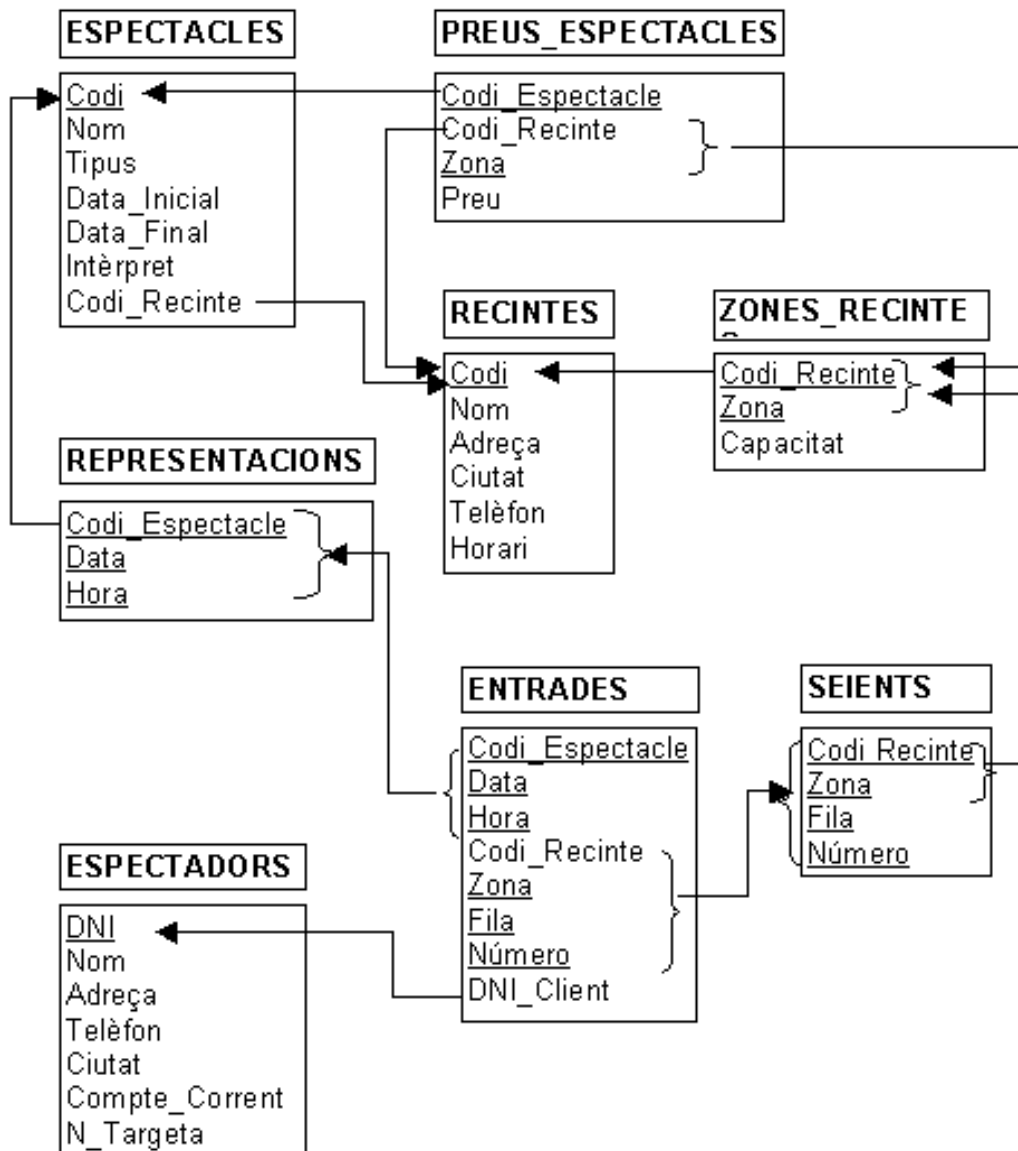 ESPECTACLES
Codi
Nom
Tipus
Data_Inicial
Data_Final
Intèrpret
Codi_Recinte
PREUS_ESPECTACLES
Codi_Espectacle
Codi_Recinte
Zona
Preu
RECINTES
Codi
Nom
Adreça
Ciutat
Telèfon
Horari
ZONES_RECINTE
Codi_Recinte
Zona
Capacitat
REPRESENTACIONS
Codi_Espectacle
Data
Hora
ENTRADES
Codi_Espectacle
Data
Hora
Codi_Recinte
Zona
Fila
Número
DNI_Client
SEIENTS
Codi Recinte
Zona
Fila
Número
ESPECTADORS
DNI
Nom
Adreça
Telèfon
Ciutat
Compte_Corrent
N_Targeta